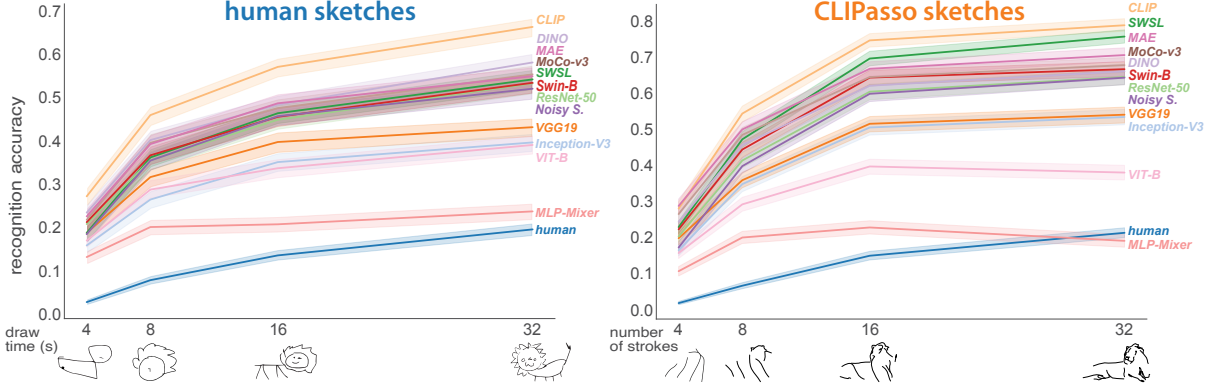 human sketches
recognition accuracy
0.7
0.6
0.5
0.4
0.3
0.2
0.1
0.0
CLIP
DINO
MAE
MoCo-v3
SWSL
Swin-B
ResNet-50
Noisy S.
VGG19
Inception-V3
VIT-B
MLP-Mixer
human
draw
time (s)
4 8 16 32
CLIPasso sketches
0.8
0.7
0.6
0.5
0.4
0.3
0.2
0.1
0.0
CLIP
SWSL
MAE
MoCo-v3
DINO
Swin-B
ResNet-50
Noisy S.
VGG19
Inception-V3
VIT-B
human
MLP-Mixer
number
of strokes
4 8 16 32